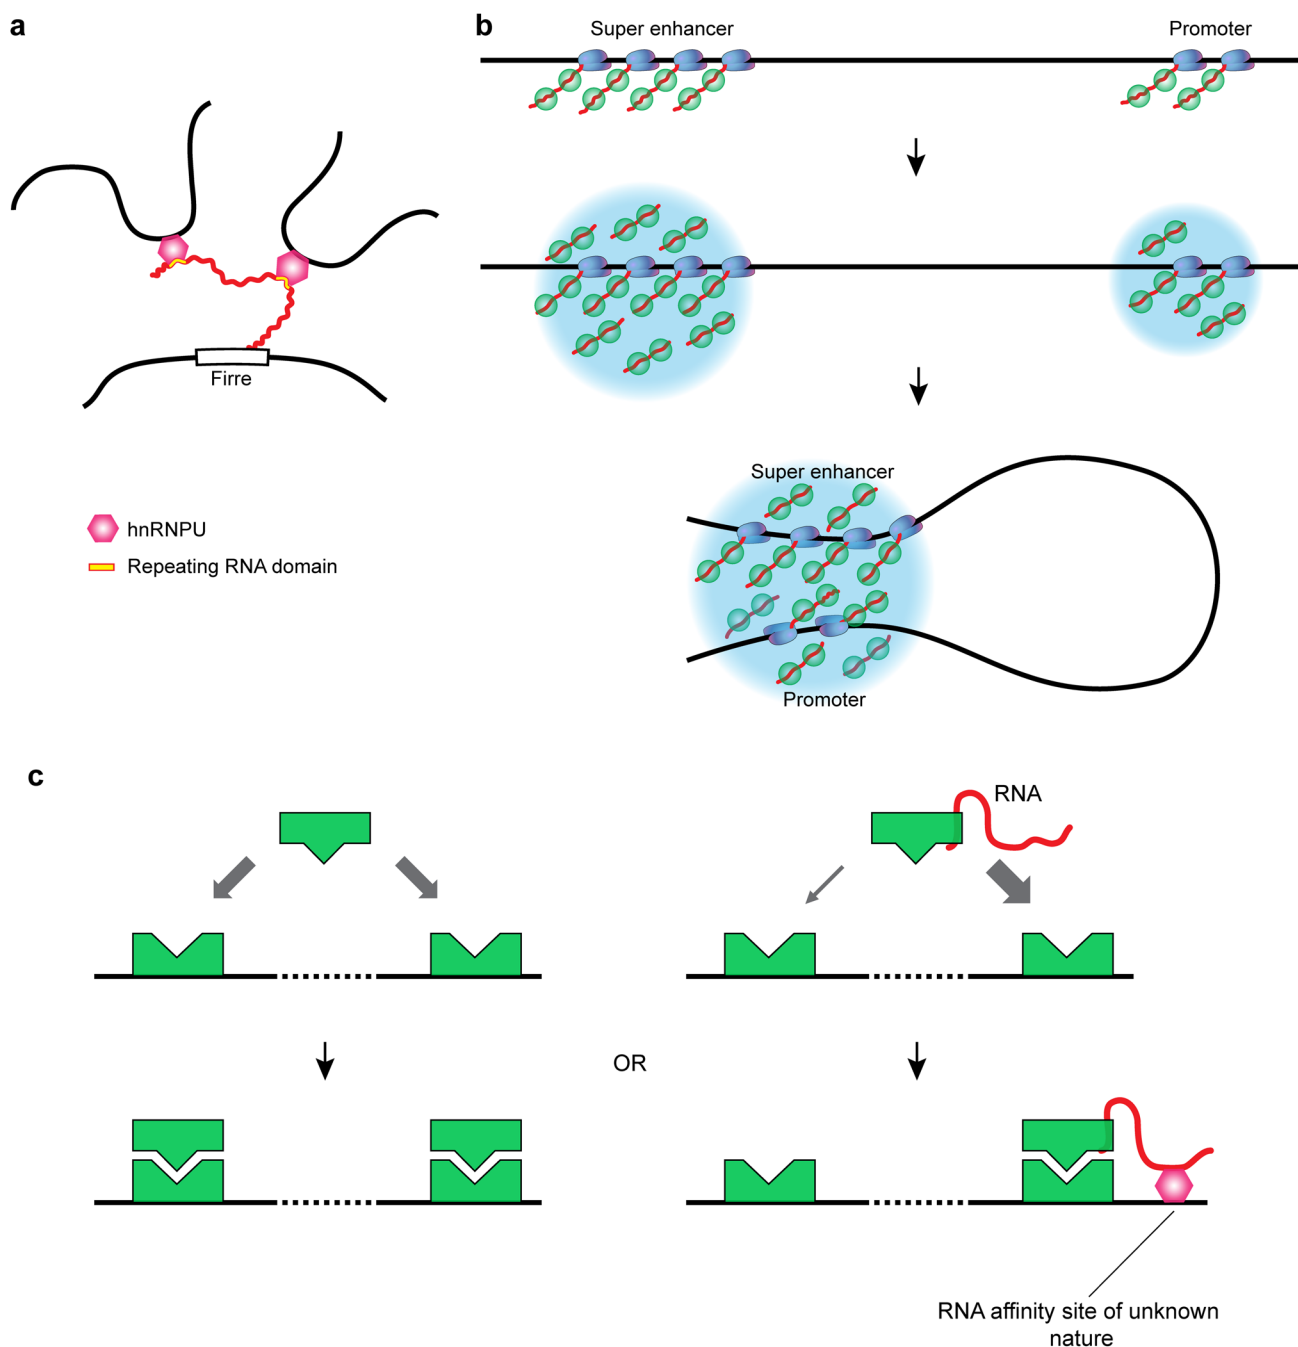 a
b
Super enhancer
Promoter
Firre
hnRNPU
Repeating RNA domain
Super enhancer
Promoter
c
RNA
OR
RNA affinity site of unknown
nature